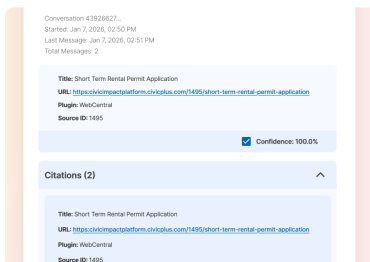 Conversation 43926627...
Started: Jan 7, 2026, 02:50 PM
Last Message: Jan 7, 2026, 02:51 PM
Total Messages: 2
Title: Short Term Rental Permit Application
URL: https:civicimpactplatform.civicplus.com/1495/short-term-rental-permit-application
Plugin: WebCentral
Source ID: 1495
Confidence: 100.0%
Citations (2)
Title: Short Term Rental Permit Application
URL: https:civicimpactplatform.civicplus.com/1495/short-term-rental-permit-application
Plugin: WebCentral
Source ID: 1495